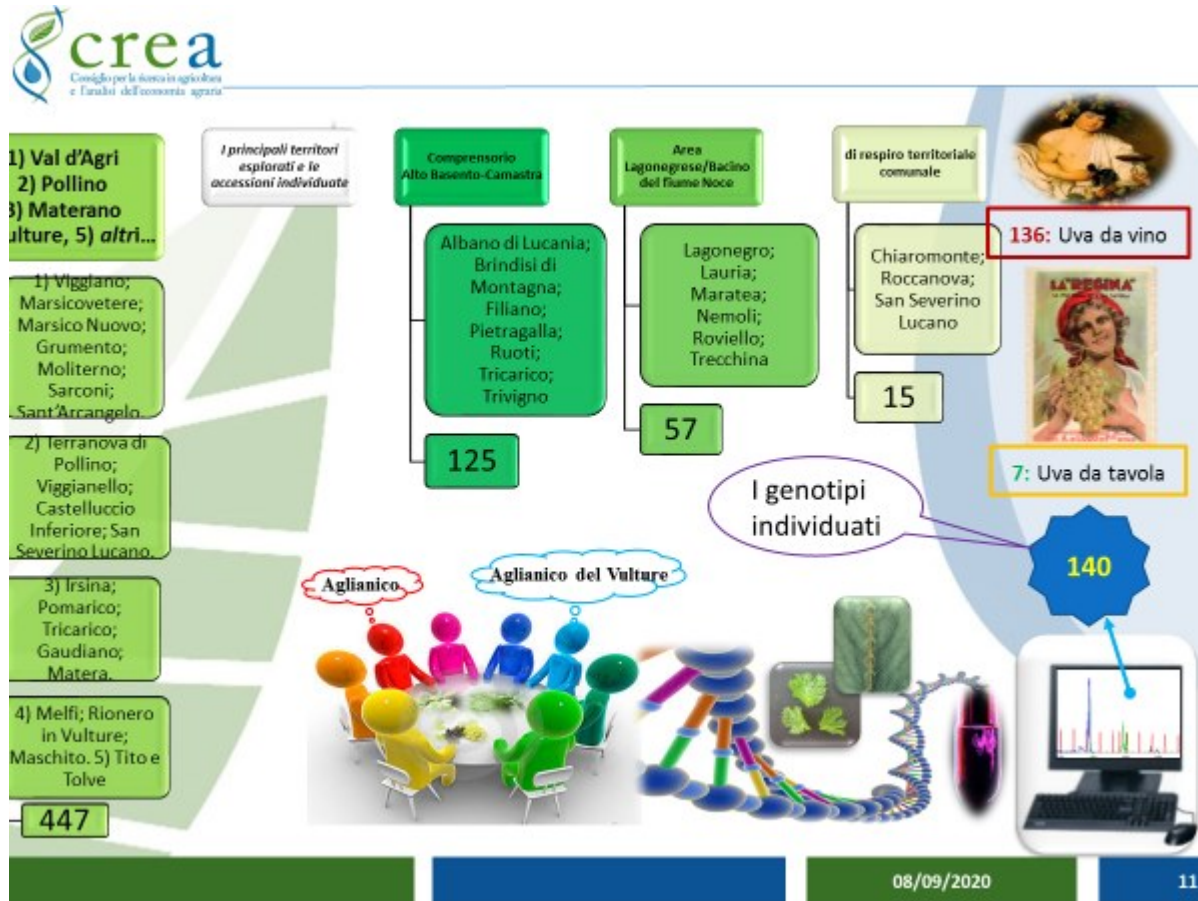 crea
Consiglio per la ricerca in agricoltura
e l'analisi dell'economia agraria
1) Val d'Agri
2) Pollino
3) Materano
ulture, 5) altri...
1) Viggiano;
Marsicovetere;
Marsico Nuovo;
Grumento;
Moliterno;
Sarconi;
Sant'Arcangelo.
2) Terranova di
Pollino;
Viggianello;
Castelluccio
Inferiore; San
Severino Lucano.
3) Irsina;
Pomarico;
Tricarico;
Gaudiano;
Matera.
4) Melfi; Rionero
in Vulture;
Maschito. 5) Tito e
Tolve
447
I principali territori
esplorati e le
accessioni individuate
Comprensorio
Alto Basento-Camastra
Albano di Lucania;
Brindisi di
Montagna;
Filiano;
Pietragalla;
Ruoti;
Tricarico;
Trivigno
125
Area
Lagonegrese/Bacino
del fiume Noce
Lagonegro;
Lauria;
Maratea;
Nemoli;
Roviello;
Trecchina
57
di respiro territoriale
comunale
Chiaromonte;
Roccanova;
San Severino
Lucano
15
136: Uva da vino
LA "REGINA"
7: Uva da tavola
I genotipi
individuati
140
Aglianico
Aglianico del Vulture
08/09/2020
11